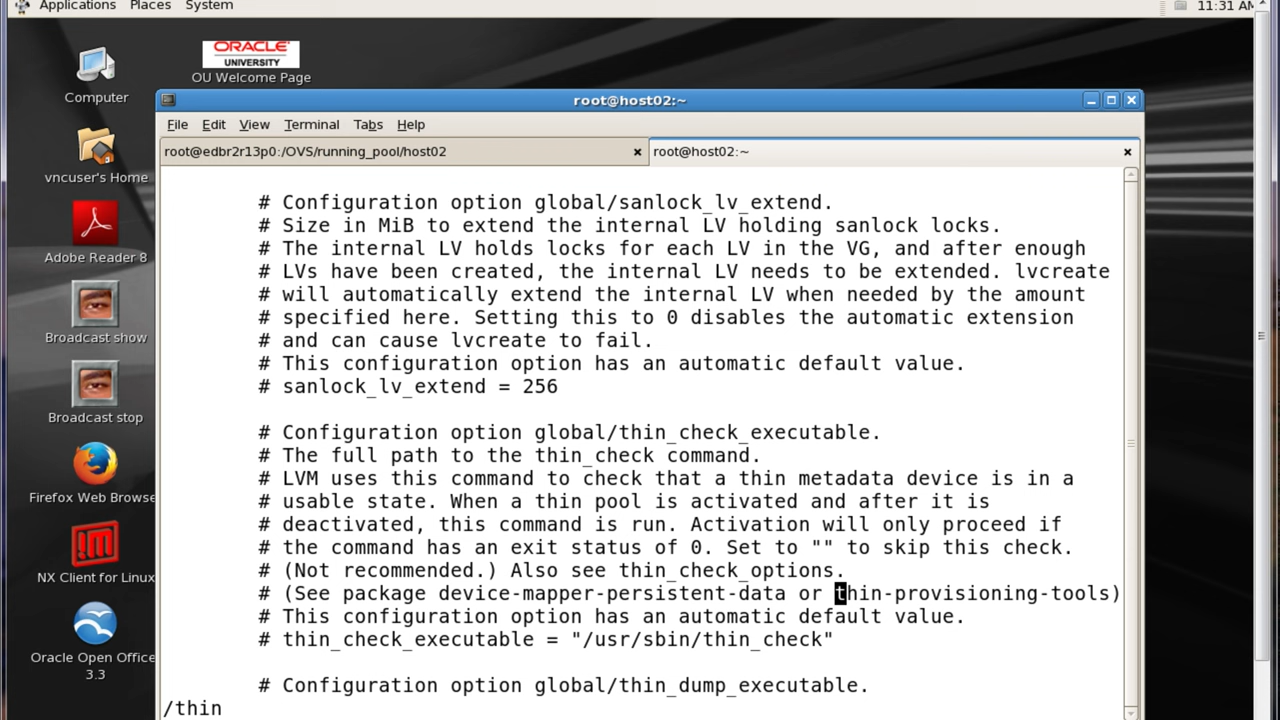 Applications Places System 11:31 AM
ORACLE
UNIVERSITY
OU Welcome Page
Computer
vncuser's Home
Adobe Reader 8
Broadcast show
Broadcast stop
Firefox Web Browse
NX Client for Linux
Oracle Open Office
3.3
root@host02:~
File Edit View Terminal Tabs Help
root@edbr2r13p0:/OVS/running_pool/host02 root@host02:~
# Configuration option global/sanlock_lv_extend.
# Size in MiB to extend the internal LV holding sanlock locks.
# The internal LV holds locks for each LV in the VG, and after enough
# LVs have been created, the internal LV needs to be extended. lvcreate
# will automatically extend the internal LV when needed by the amount
# specified here. Setting this to 0 disables the automatic extension
# and can cause lvcreate to fail.
# This configuration option has an automatic default value.
# sanlock_lv_extend = 256
# Configuration option global/thin_check_executable.
# The full path to the thin_check command.
# LVM uses this command to check that a thin metadata device is in a
# usable state. When a thin pool is activated and after it is
# deactivated, this command is run. Activation will only proceed if
# the command has an exit status of 0. Set to "" to skip this check.
# (Not recommended.) Also see thin_check_options.
# (See package device-mapper-persistent-data or thin-provisioning-tools)
# This configuration option has an automatic default value.
# thin_check_executable = "/usr/sbin/thin_check"
# Configuration option global/thin_dump_executable.
/thin